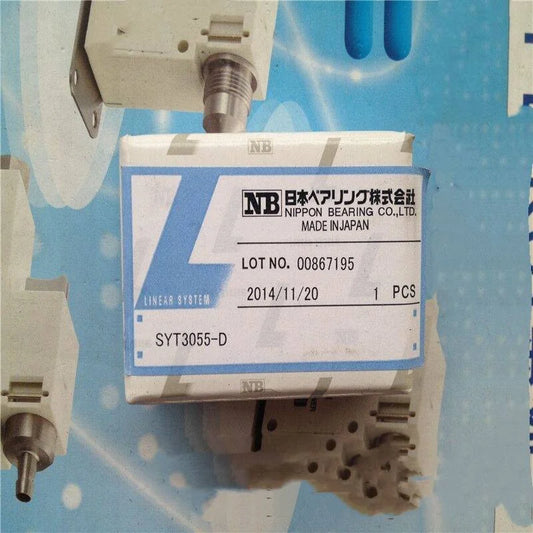 NB
NB 日本ベアリング株式会社
NIPPON BEARING CO.,LTD.
MADE IN JAPAN
LOT NO. 00867195
2014/11/20 1 PCS
LINEAR SYSTEM
SYT3055-D
NB